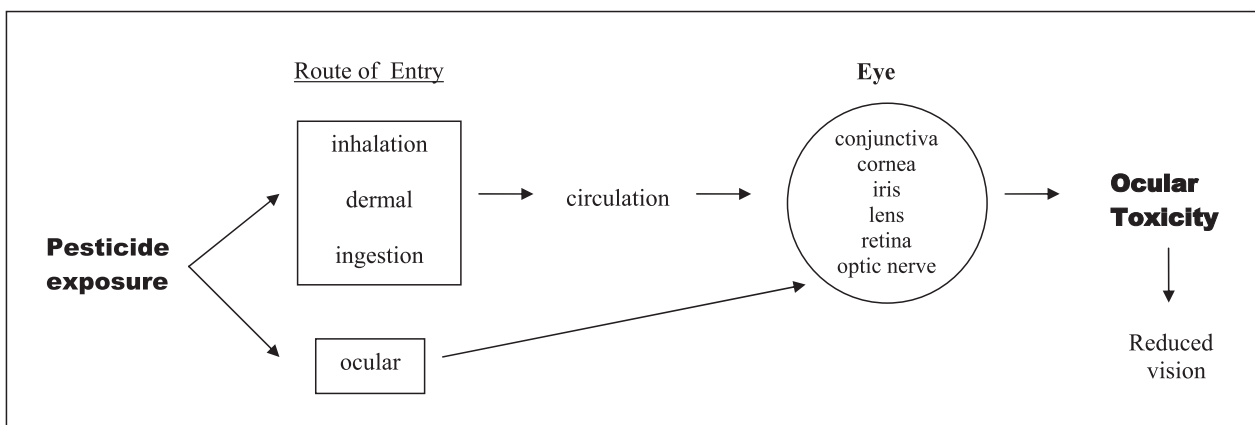 Route of Entry
Eye
inhalation
dermal
ingestion
circulation
conjunctiva
cornea
iris
lens
retina
optic nerve
Ocular
Toxicity
Pesticide
exposure
ocular
Reduced
vision